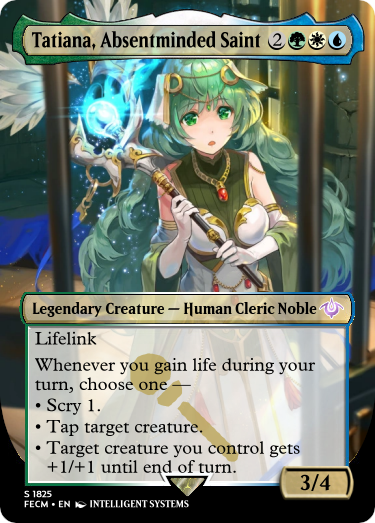 Tatiana, Absentminded Saint 2
Legendary Creature — Human Cleric Noble
Lifelink
Whenever you gain life during your
turn, choose one —
• Scry 1.
• Tap target creature.
• Target creature you control gets
+1/+1 until end of turn.
3/4
S 1825
FECM • EN INTELLIGENT SYSTEMS